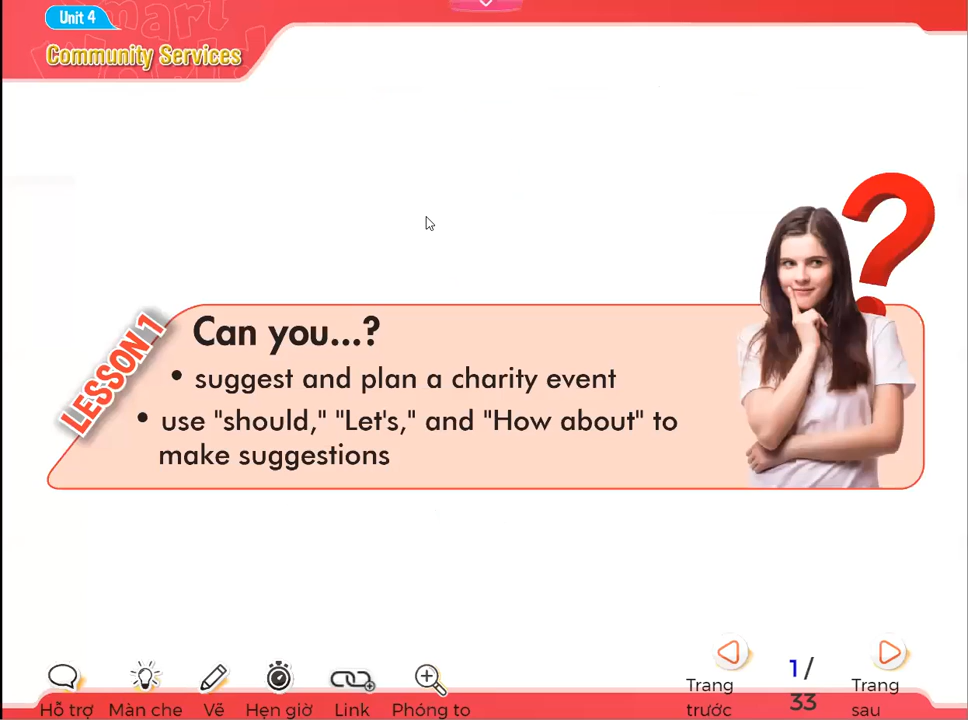 Unit 4
Community Services
LESSON 1
Can you...?
• suggest and plan a charity event
• use "should," "Let's," and "How about" to
make suggestions
Hỗ trợ
Màn che
Vẽ
Hẹn giờ
Link
Phóng to
Trang
trước
1 /
33
Trang
sau